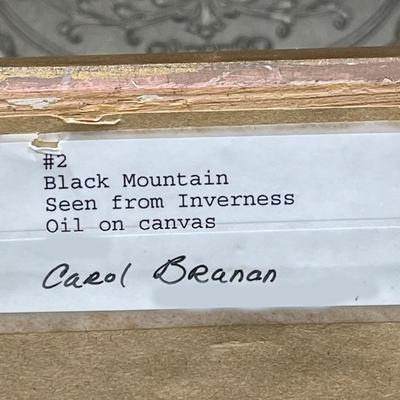 #2
Black Mountain
Seen from Inverness
Oil on canvas
Carol Branan